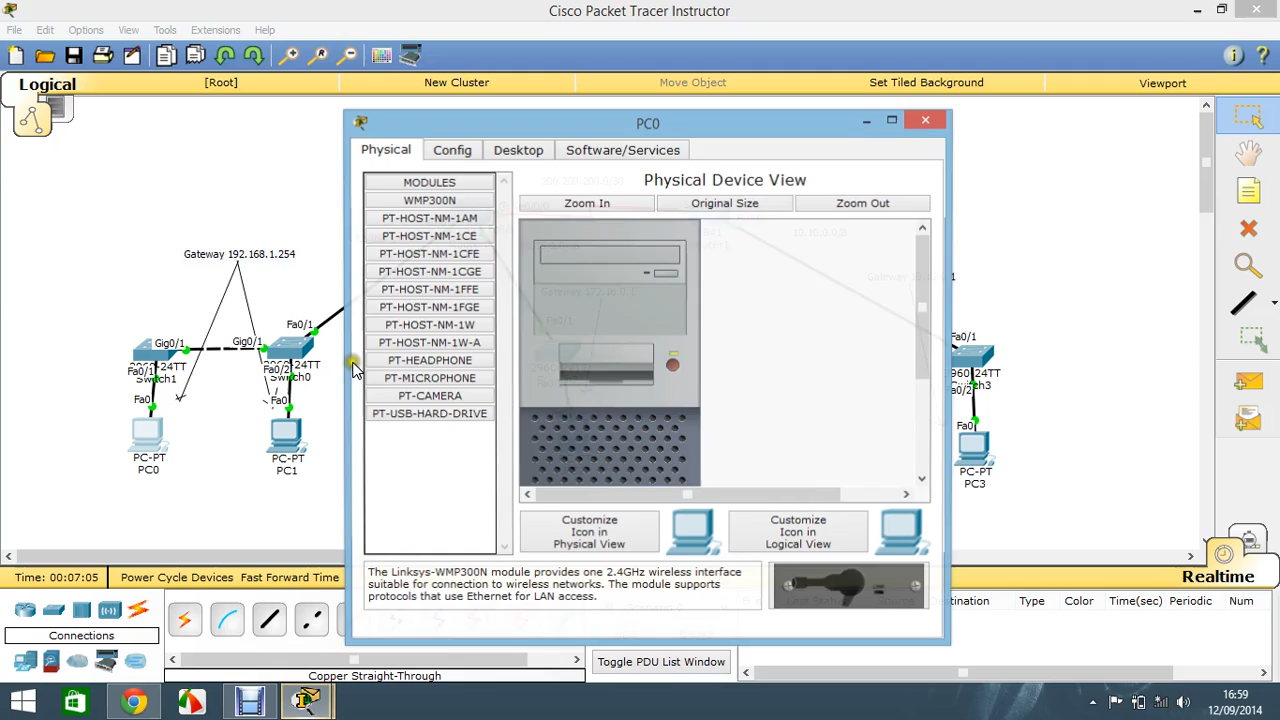 Cisco Packet Tracer Instructor
File Edit Options View Tools Extensions Help
Logical [Root] New Cluster Move Object Set Tiled Background Viewport
PC0
Physical Config Desktop Software/Services
MODULES
WMP300N
PT-HOST-NM-1AM
PT-HOST-NM-1CE
PT-HOST-NM-1CFE
PT-HOST-NM-1CGE
PT-HOST-NM-1FFE
PT-HOST-NM-1FGE
PT-HOST-NM-1W
PT-HOST-NM-1W-A
PT-HEADPHONE
PT-MICROPHONE
PT-CAMERA
PT-USB-HARD-DRIVE
Physical Device View
Zoom In Original Size Zoom Out
Customize
Icon in
Physical View
Customize
Icon in
Logical View
The Linksys-WMP300N module provides one 2.4GHz wireless interface
suitable for connection to wireless networks. The module supports
protocols that use Ethernet for LAN access.
Gateway 192.168.1.254
Fa0/1
Gig0/1 Gig0/1
Fa0/1
Switch1
Fa0/2
Switch0
Fa0
Fa0
PC-PT
PC0
PC-PT
PC1
Gateway 172.16.0.1
Switch3
Fa0/2
Fa0
PC-PT
PC3
Time: 00:07:05 Power Cycle Devices Fast Forward Time
Realtime
Connections
Copper Straight-Through
Toggle PDU List Window
Type Color Time(sec) Periodic Num
16:59
12/09/2014